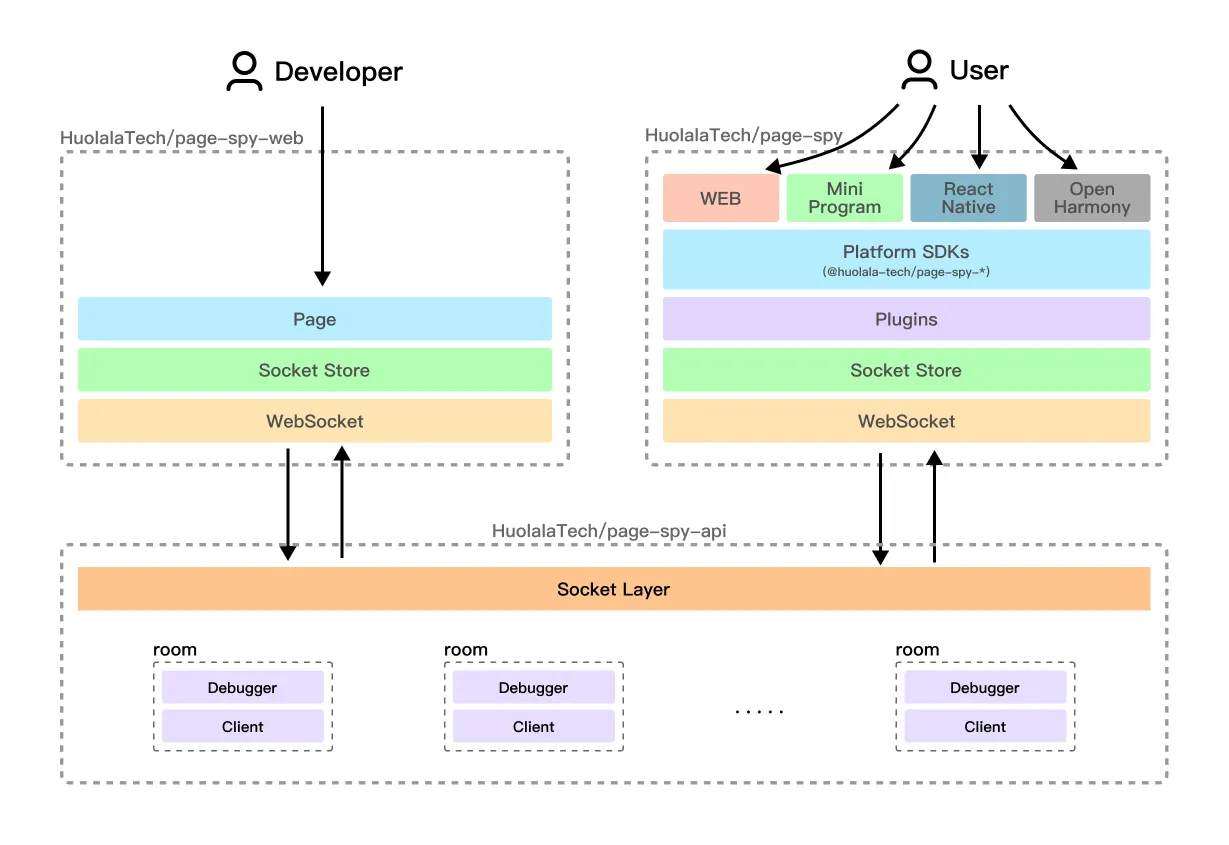 Developer
User
HuolalaTech/page-spy-web
HuolalaTech/page-spy
WEB
Mini
Program
React
Native
Open
Harmony
Platform SDKs
(@huolala-tech/page-spy-*)
Page
Plugins
Socket Store
Socket Store
WebSocket
WebSocket
HuolalaTech/page-spy-api
Socket Layer
room
room
room
Debugger
Debugger
.....
Debugger
Client
Client
Client